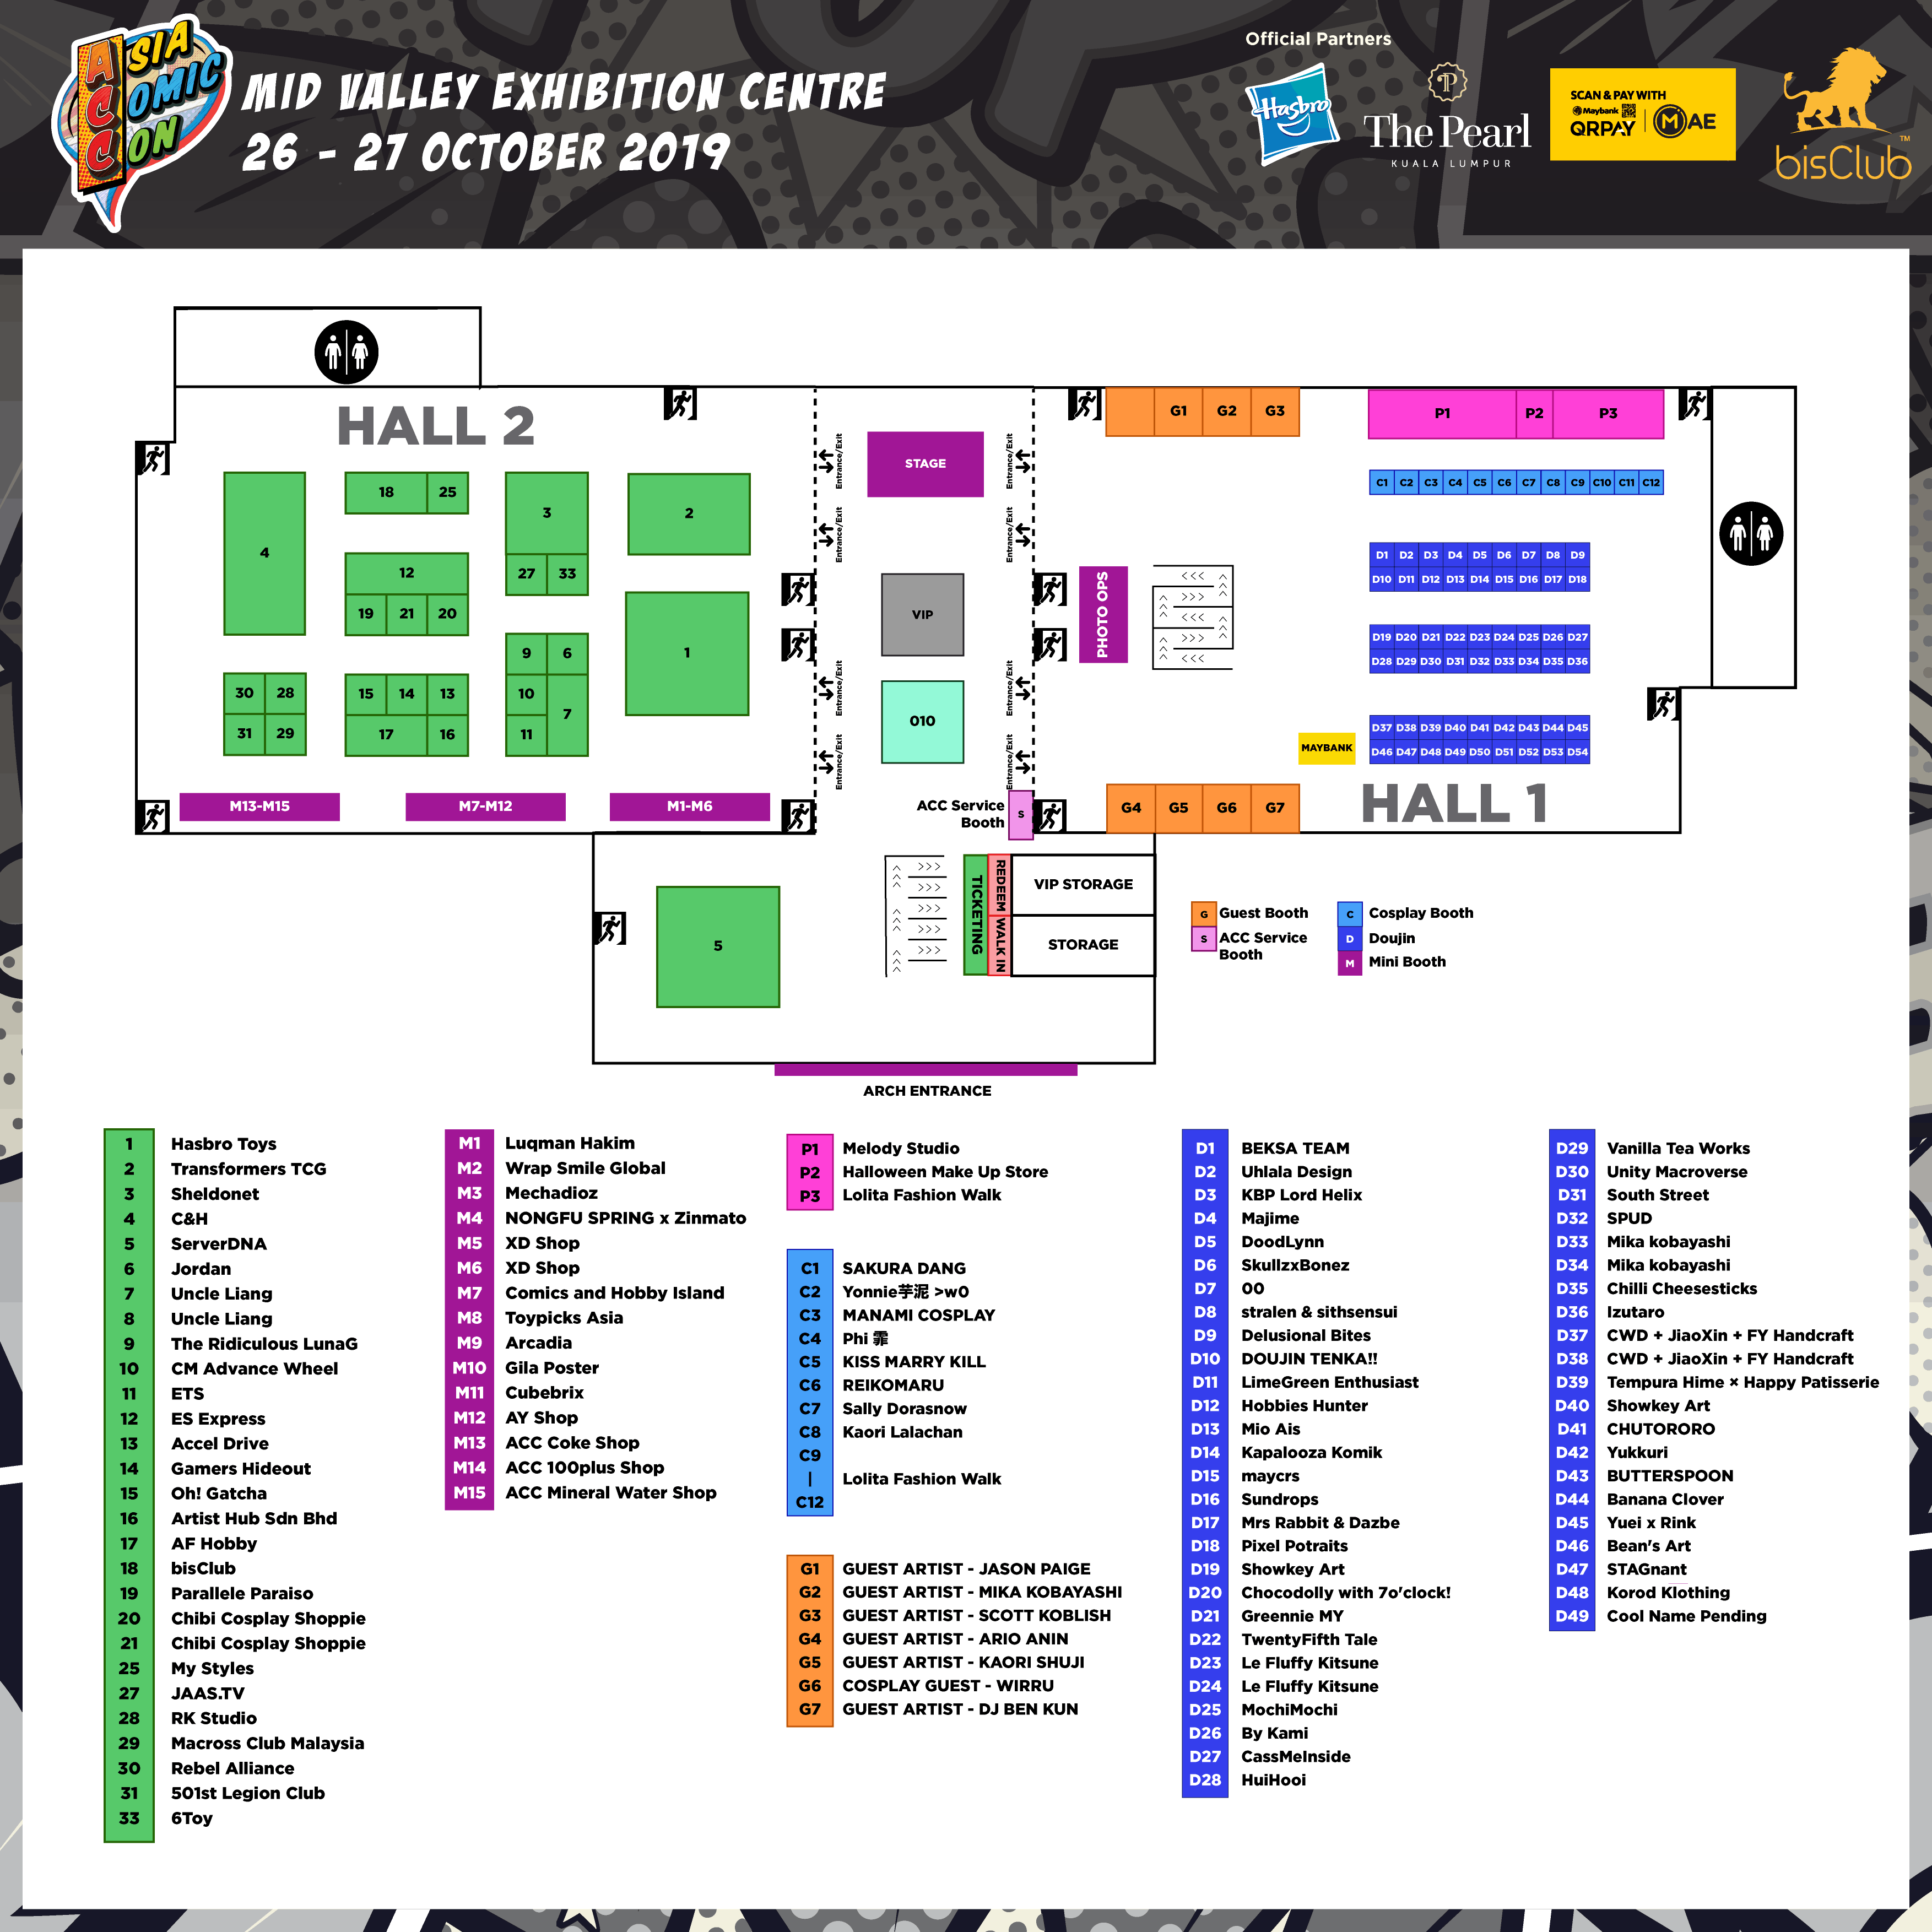 ASIA
COMIC
CON
ACC
MID VALLEY EXHIBITION CENTRE
26 - 27 OCTOBER 2019
Official Partners
Hasbro
The Pearl
KUALA LUMPUR
SCAN & PAY WITH
Maybank
QRPAY
MAE
bisClub™
HALL 2
18 25
3
2
4
12
19 21 20
27 33
1
9 6
10
7
11
30 28
31 29
15 14 13
17 16
M13-M15
M7-M12
M1-M6
Entrance/Exit
Entrance/Exit
Entrance/Exit
Entrance/Exit
STAGE
VIP
010
ACC Service
Booth
S
Entrance/Exit
Entrance/Exit
Entrance/Exit
Entrance/Exit
G1 G2 G3
P1 P2 P3
C1 C2 C3 C4 C5 C6 C7 C8 C9 C10 C11 C12
PHOTO OPS
D1 D2 D3 D4 D5 D6 D7 D8 D9
D10 D11 D12 D13 D14 D15 D16 D17 D18
D19 D20 D21 D22 D23 D24 D25 D26 D27
D28 D29 D30 D31 D32 D33 D34 D35 D36
D37 D38 D39 D40 D41 D42 D43 D44 D45
D46 D47 D48 D49 D50 D51 D52 D53 D54
MAYBANK
G4 G5 G6 G7
HALL 1
5
TICKETING
REDEEM
WALK IN
VIP STORAGE
STORAGE
G Guest Booth
S ACC Service
Booth
C Cosplay Booth
D Doujin
M Mini Booth
ARCH ENTRANCE
1 Hasbro Toys
2 Transformers TCG
3 Sheldonet
4 C&H
5 ServerDNA
6 Jordan
7 Uncle Liang
8 Uncle Liang
9 The Ridiculous LunaG
10 CM Advance Wheel
11 ETS
12 ES Express
13 Accel Drive
14 Gamers Hideout
15 Oh! Gatcha
16 Artist Hub Sdn Bhd
17 AF Hobby
18 bisClub
19 Parallele Paraiso
20 Chibi Cosplay Shoppie
21 Chibi Cosplay Shoppie
25 My Styles
27 JAAS.TV
28 RK Studio
29 Macross Club Malaysia
30 Rebel Alliance
31 501st Legion Club
33 6Toy
M1 Luqman Hakim
M2 Wrap Smile Global
M3 Mechadioz
M4 NONGFU SPRING x Zinmato
M5 XD Shop
M6 XD Shop
M7 Comics and Hobby Island
M8 Toypicks Asia
M9 Arcadia
M10 Gila Poster
M11 Cubebrix
M12 AY Shop
M13 ACC Coke Shop
M14 ACC 100plus Shop
M15 ACC Mineral Water Shop
P1 Melody Studio
P2 Halloween Make Up Store
P3 Lolita Fashion Walk
C1 SAKURA DANG
C2 Yonnie芋泥 >w0
C3 MANAMI COSPLAY
C4 Phi 霏
C5 KISS MARRY KILL
C6 REIKOMARU
C7 Sally Dorasnow
C8 Kaori Lalachan
C9
| Lolita Fashion Walk
C12
G1 GUEST ARTIST - JASON PAIGE
G2 GUEST ARTIST - MIKA KOBAYASHI
G3 GUEST ARTIST - SCOTT KOBLISH
G4 GUEST ARTIST - ARIO ANIN
G5 GUEST ARTIST - KAORI SHUJI
G6 COSPLAY GUEST - WIRRU
G7 GUEST ARTIST - DJ BEN KUN
D1 BEKSA TEAM
D2 Uhlala Design
D3 KBP Lord Helix
D4 Majime
D5 DoodLynn
D6 SkullzxBonez
D7 00
D8 stralen & sithsensui
D9 Delusional Bites
D10 DOUJIN TENKA!!
D11 LimeGreen Enthusiast
D12 Hobbies Hunter
D13 Mio Ais
D14 Kapalooza Komik
D15 maycrs
D16 Sundrops
D17 Mrs Rabbit & Dazbe
D18 Pixel Potraits
D19 Showkey Art
D20 Chocodolly with 7o'clock!
D21 Greennie MY
D22 TwentyFifth Tale
D23 Le Fluffy Kitsune
D24 Le Fluffy Kitsune
D25 MochiMochi
D26 By Kami
D27 CassMeInside
D28 HuiHooi
D29 Vanilla Tea Works
D30 Unity Macroverse
D31 South Street
D32 SPUD
D33 Mika kobayashi
D34 Mika kobayashi
D35 Chilli Cheesesticks
D36 Izutaro
D37 CWD + JiaoXin + FY Handcraft
D38 CWD + JiaoXin + FY Handcraft
D39 Tempura Hime × Happy Patisserie
D40 Showkey Art
D41 CHUTORORO
D42 Yukkuri
D43 BUTTERSPOON
D44 Banana Clover
D45 Yuei x Rink
D46 Bean's Art
D47 STAGnant
D48 Korod Klothing
D49 Cool Name Pending